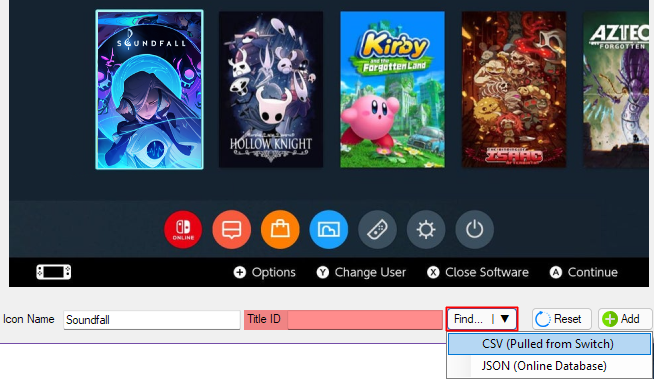 SOUNDFALL
HOLLOW KNIGHT
Kirby
and the
Forgotten Land
ISAAC
AZTEC
FORGOTTEN
ONLINE
Options
Y Change User
X Close Software
A Continue
Icon Name
Soundfall
Title ID
Find...
Reset
Add
CSV (Pulled from Switch)
JSON (Online Database)